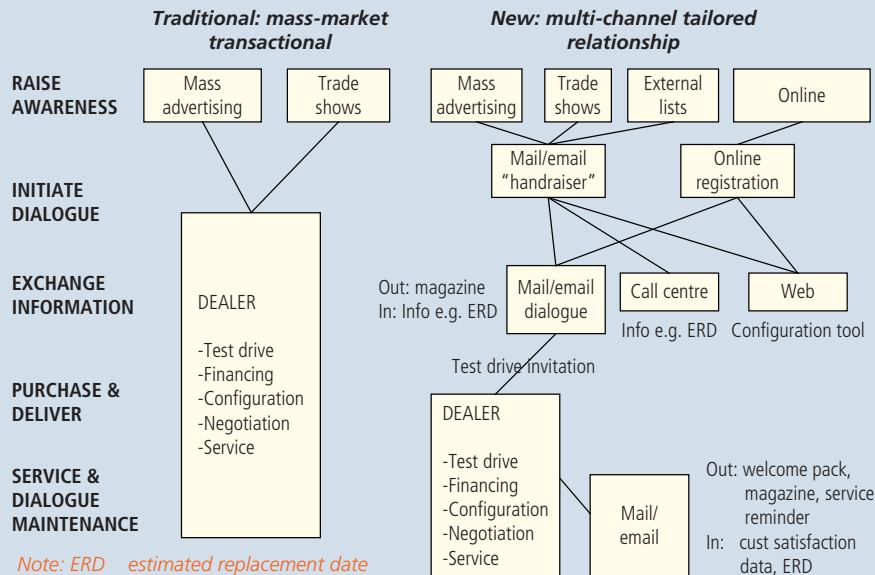 Traditional: mass-market
transactional
New: multi-channel tailored
relationship
RAISE
AWARENESS
Mass
advertising
Trade
shows
Mass
advertising
Trade
shows
External
lists
Online
INITIATE
DIALOGUE
Mail/email
“handraiser”
Online
registration
EXCHANGE
INFORMATION
DEALER
-Test drive
-Financing
-Configuration
-Negotiation
-Service
Out: magazine
In: Info e.g. ERD
Mail/email
dialogue
Call centre
Info e.g. ERD
Web
Configuration tool
Test drive invitation
PURCHASE &
DELIVER
DEALER
-Test drive
-Financing
-Configuration
-Negotiation
-Service
SERVICE &
DIALOGUE
MAINTENANCE
Mail/
email
Out: welcome pack,
magazine, service
reminder
In: cust satisfaction
data, ERD
Note: ERD estimated replacement date